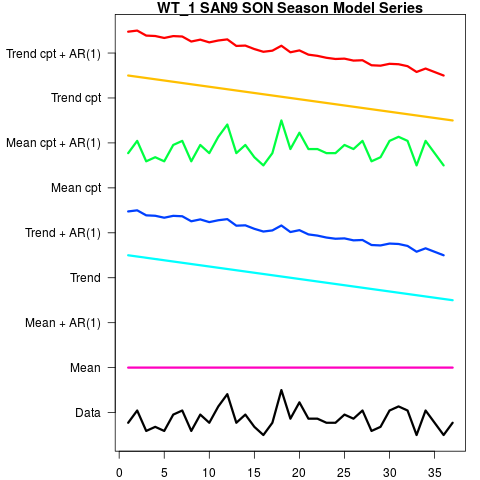 WT_1 SAN9 SON Season Model Series
Trend cpt + AR(1)
Trend cpt
Mean cpt + AR(1)
Mean cpt
Trend + AR(1)
Trend
Mean + AR(1)
Mean
Data
0 5 10 15 20 25 30 35